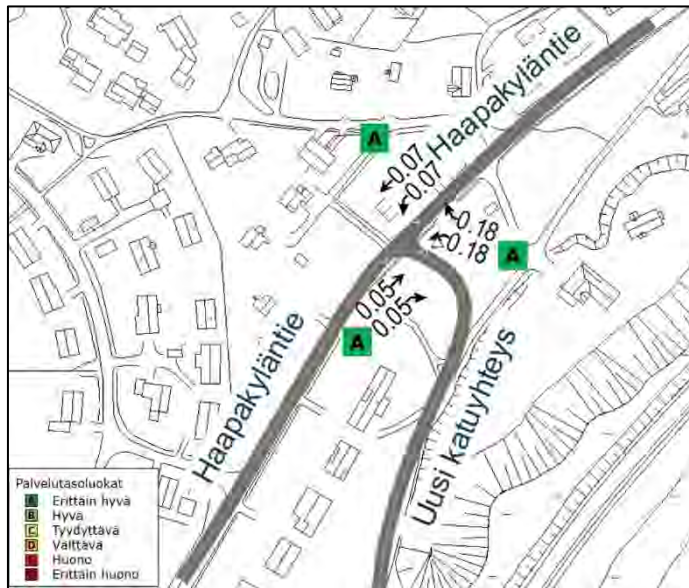 Haapakyläntie
A
←0.07
↙0.07
↖0.18
←0.18
A
0.05→
0.05→
A
Haapakyläntie
Uusi katuyhteys
Palvelutasoluokat
A Erittäin hyvä
B Hyvä
C Tyydyttävä
D Välttävä
E Huono
Erittäin huono